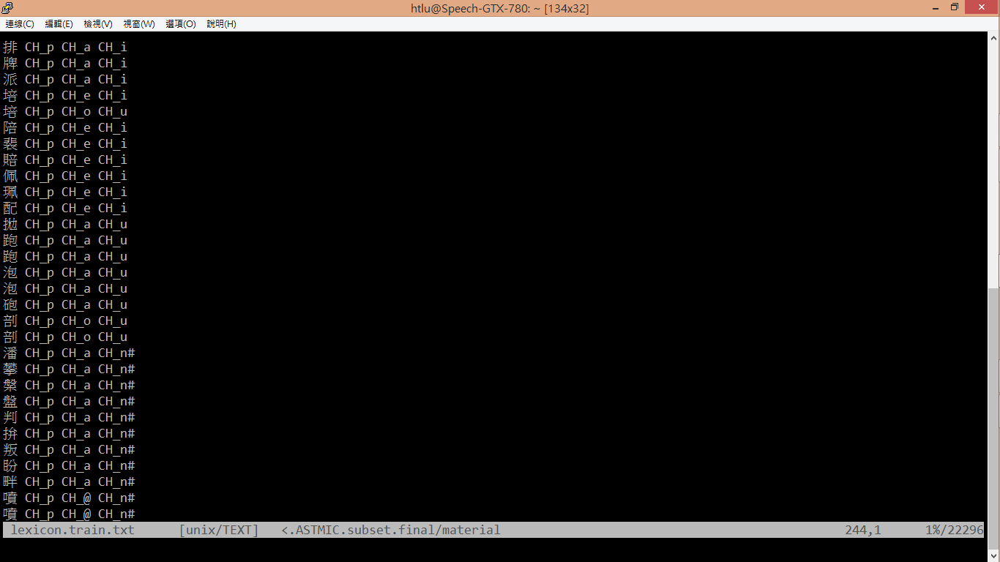 htlu@Speech-GTX-780: ~ [134x32]
連線(C) 編輯(E) 檢視(V) 視窗(W) 選項(O) 說明(H)
排 CH_p CH_a CH_i
牌 CH_p CH_a CH_i
派 CH_p CH_a CH_i
培 CH_p CH_e CH_i
培 CH_p CH_o CH_u
陪 CH_p CH_e CH_i
裴 CH_p CH_e CH_i
賠 CH_p CH_e CH_i
佩 CH_p CH_e CH_i
珮 CH_p CH_e CH_i
配 CH_p CH_e CH_i
拋 CH_p CH_a CH_u
跑 CH_p CH_a CH_u
跑 CH_p CH_a CH_u
泡 CH_p CH_a CH_u
泡 CH_p CH_a CH_u
砲 CH_p CH_a CH_u
剖 CH_p CH_o CH_u
剖 CH_p CH_o CH_u
潘 CH_p CH_a CH_n#
攀 CH_p CH_a CH_n#
槃 CH_p CH_a CH_n#
盤 CH_p CH_a CH_n#
判 CH_p CH_a CH_n#
拚 CH_p CH_a CH_n#
叛 CH_p CH_a CH_n#
盼 CH_p CH_a CH_n#
畔 CH_p CH_a CH_n#
噴 CH_p CH_@ CH_n#
噴 CH_p CH_@ CH_n#
lexicon.train.txt [unix/TEXT] <.ASTMIC.subset.final/material 244,1 1%/22296